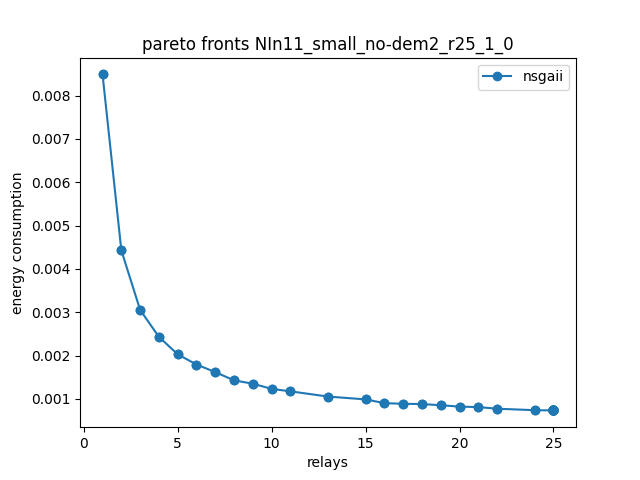 pareto fronts NIn11_small_no-dem2_r25_1_0
nsgaii
energy consumption
0.008
0.007
0.006
0.005
0.004
0.003
0.002
0.001
0 5 10 15 20 25
relays